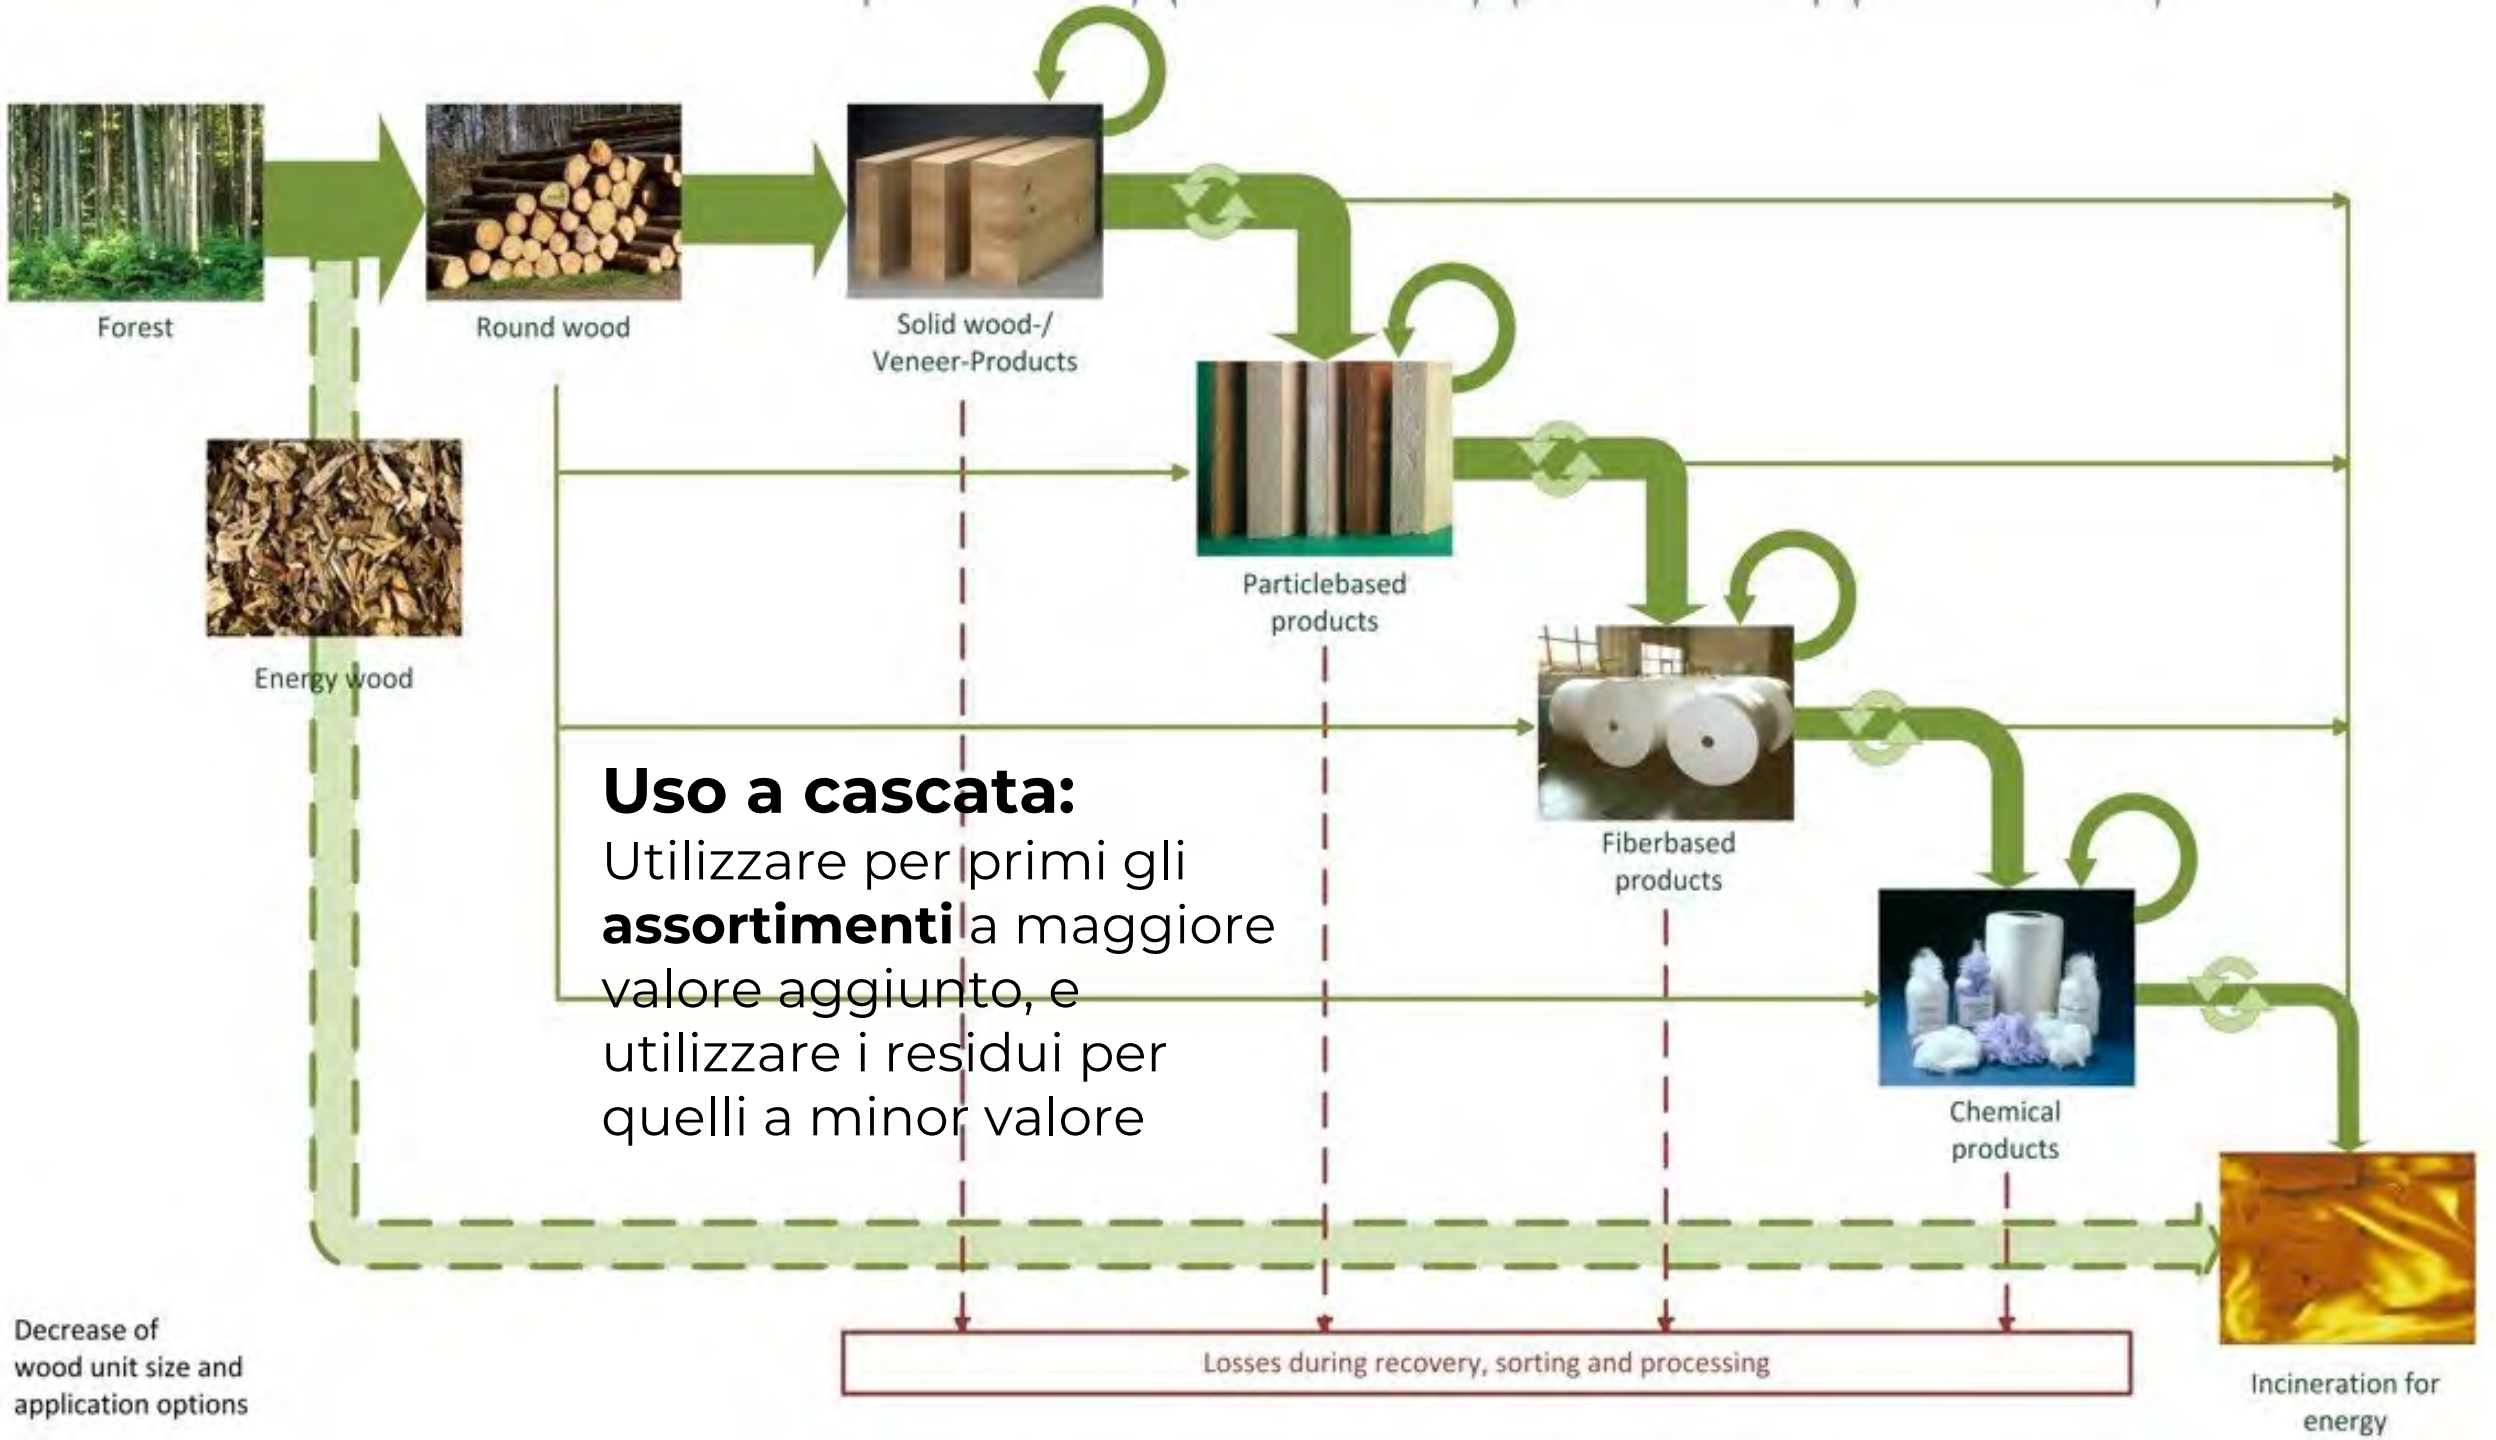 Forest
Round wood
Solid wood-/
Veneer-Products
Particlebased
products
Energy wood
Uso a cascata:
Utilizzare per primi gli
assortimenti a maggiore
valore aggiunto, e
utilizzare i residui per
quelli a minor valore
Fiberbased
products
Chemical
products
Decrease of
wood unit size and
application options
Losses during recovery, sorting and processing
Incineration for
energy